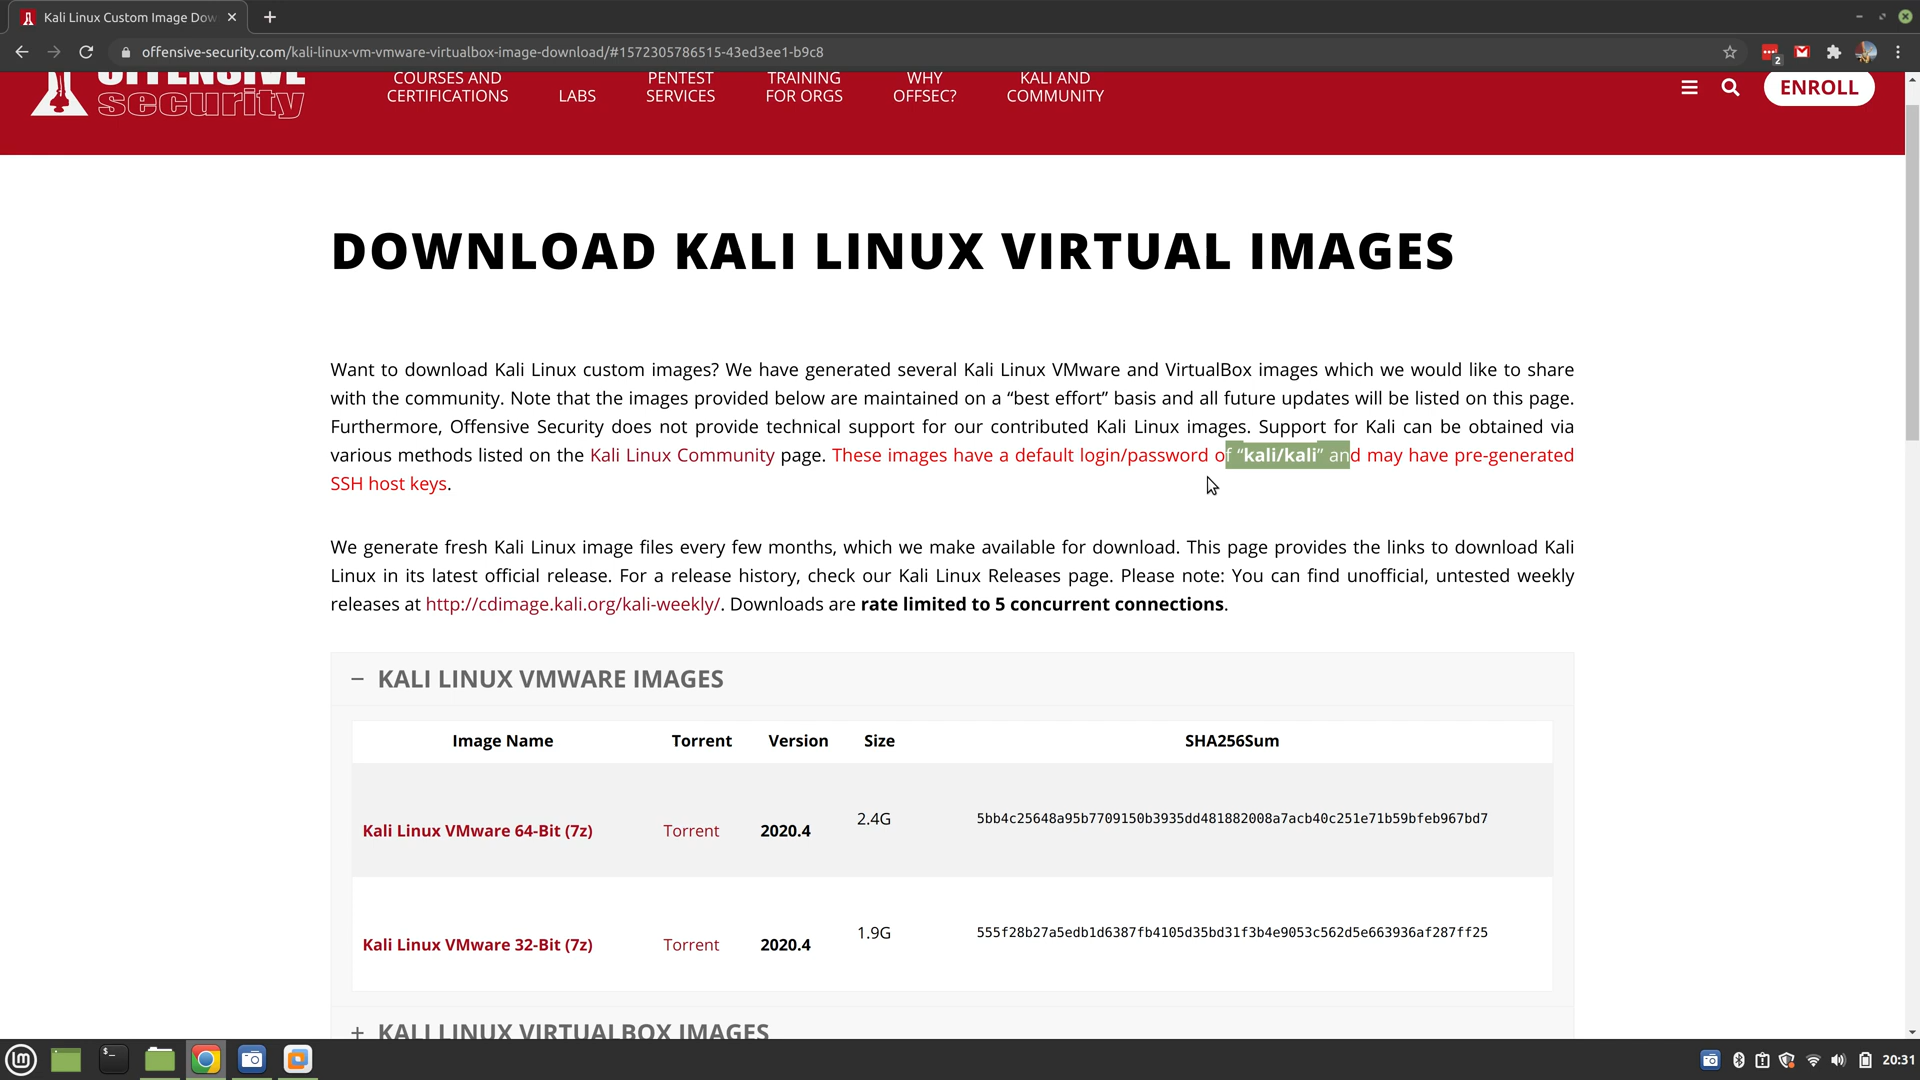 Kali Linux Custom Image Dow
offensive-security.com/kali-linux-vm-vmware-virtualbox-image-download/#1572305786515-43ed3ee1-b9c8
2
OFFENSIVE
security
COURSES AND
CERTIFICATIONS
LABS
PENTEST
SERVICES
TRAINING
FOR ORGS
WHY
OFFSEC?
KALI AND
COMMUNITY
ENROLL
DOWNLOAD KALI LINUX VIRTUAL IMAGES
Want to download Kali Linux custom images? We have generated several Kali Linux VMware and VirtualBox images which we would like to share
with the community. Note that the images provided below are maintained on a “best effort” basis and all future updates will be listed on this page.
Furthermore, Offensive Security does not provide technical support for our contributed Kali Linux images. Support for Kali can be obtained via
various methods listed on the Kali Linux Community page. These images have a default login/password of “kali/kali” and may have pre-generated
SSH host keys.
We generate fresh Kali Linux image files every few months, which we make available for download. This page provides the links to download Kali
Linux in its latest official release. For a release history, check our Kali Linux Releases page. Please note: You can find unofficial, untested weekly
releases at http://cdimage.kali.org/kali-weekly/. Downloads are rate limited to 5 concurrent connections.
− KALI LINUX VMWARE IMAGES
Image Name Torrent Version Size SHA256Sum
Kali Linux VMware 64-Bit (7z) Torrent 2020.4 2.4G 5bb4c25648a95b7709150b3935dd481882008a7acb40c251e71b59bfeb967bd7
Kali Linux VMware 32-Bit (7z) Torrent 2020.4 1.9G 555f28b27a5edb1d6387fb4105d35bd31f3b4e9053c562d5e663936af287ff25
+ KALI LINUX VIRTUALBOX IMAGES
20:31